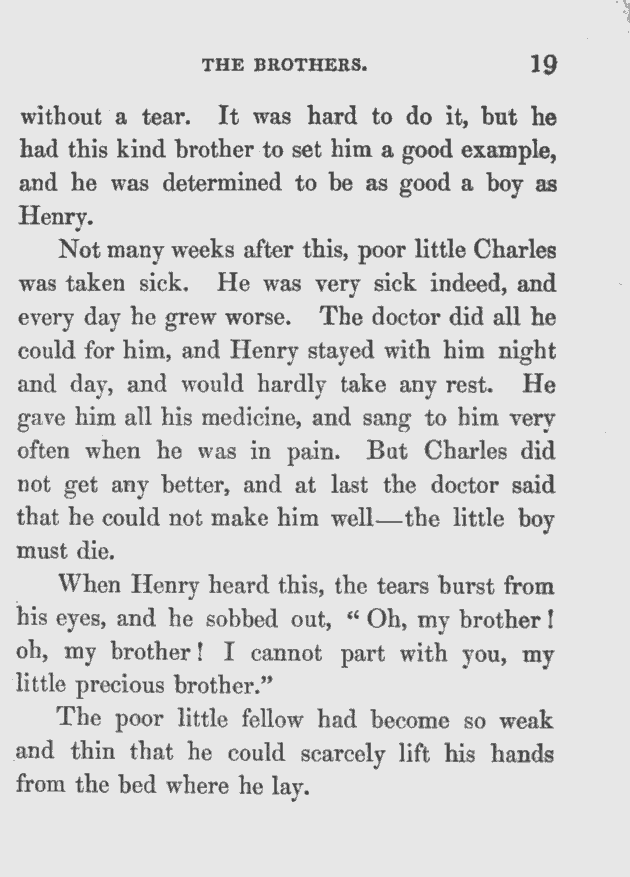 THE BROTHERS. 19
without a tear. It was hard to do it, but he
had this kind brother to set him a good example,
and he was determined to be as good a boy as
Henry.
Not many weeks after this, poor little Charles
was taken sick. He was very sick indeed, and
every day he grew worse. The doctor did all he
could for him, and Henry stayed with him night
and day, and would hardly take any rest. He
gave him all his medicine, and sang to him very
often when he was in pain. But Charles did
not get any better, and at last the doctor said
that he could not make him well—the little boy
must die.
When Henry heard this, the tears burst from
his eyes, and he sobbed out, “ Oh, my brother !
oh, my brother ! I cannot part with you, my
little precious brother.”
The poor little fellow had become so weak
and thin that he could scarcely lift his hands
from the bed where he lay.